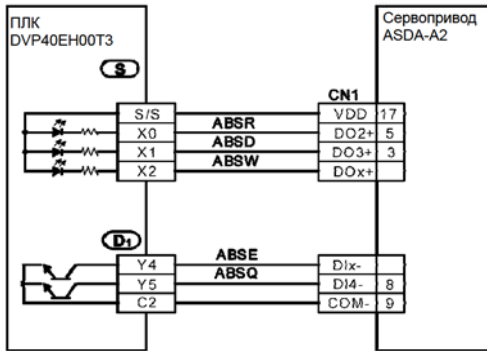 ПЛК
DVP40EH00T3
Сервопривод
ASDA-A2
S
CN1
S/S VDD 17
X0 ABSR DO2+ 5
X1 ABSD DO3+ 3
X2 ABSW DOx+
D1
Y4 ABSE DIx-
Y5 ABSQ DI4- 8
C2 COM- 9